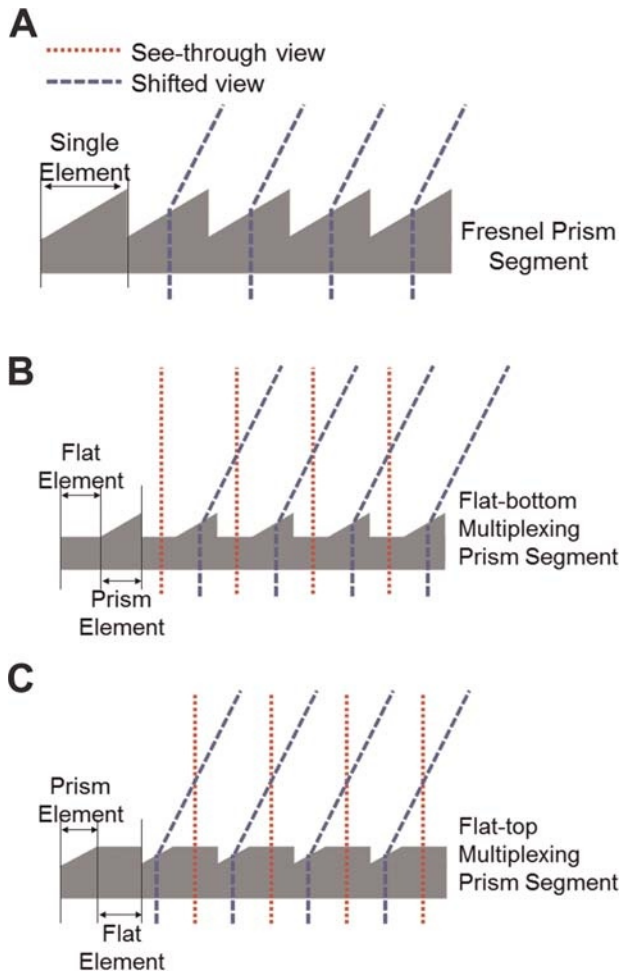 A
See-through view
Shifted view
Single
Element
Fresnel Prism
Segment
B
Flat
Element
Prism
Element
Flat-bottom
Multiplexing
Prism Segment
C
Prism
Element
Flat
Element
Flat-top
Multiplexing
Prism Segment